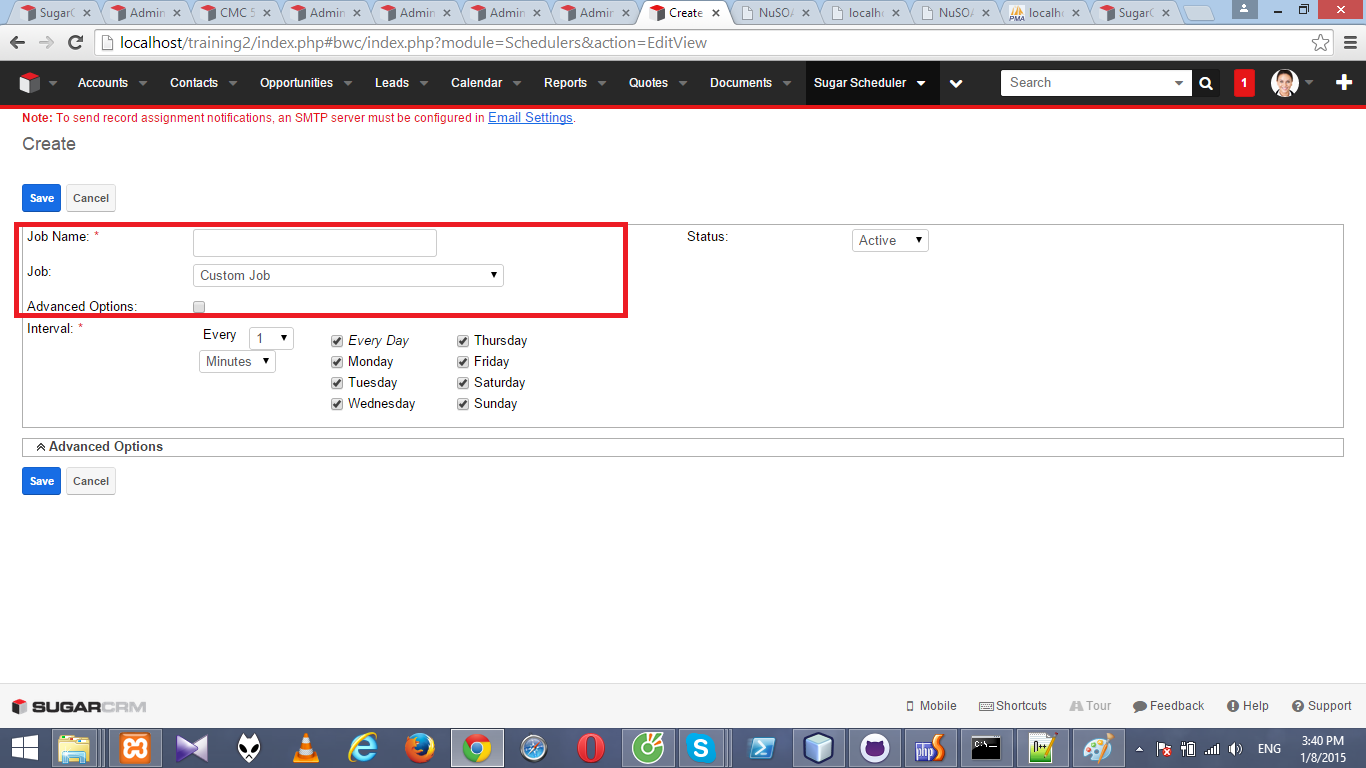 SugarC Admin CMC 5 Admin Admin Admin Admin Create NuSOA localho NuSOA localho SugarC
localhost/training2/index.php#bwc/index.php?module=Schedulers&action=EditView
Accounts Contacts Opportunities Leads Calendar Reports Quotes Documents Sugar Scheduler Search 1
Note: To send record assignment notifications, an SMTP server must be configured in Email Settings.
Create
Save Cancel
Job Name: * Status: Active
Job: Custom Job
Advanced Options:
Interval: * Every 1 Minutes
Every Day Thursday
Monday Friday
Tuesday Saturday
Wednesday Sunday
Advanced Options
Save Cancel
SUGARCRM Mobile Shortcuts Tour Feedback Help Support
ENG 3:40 PM
1/8/2015